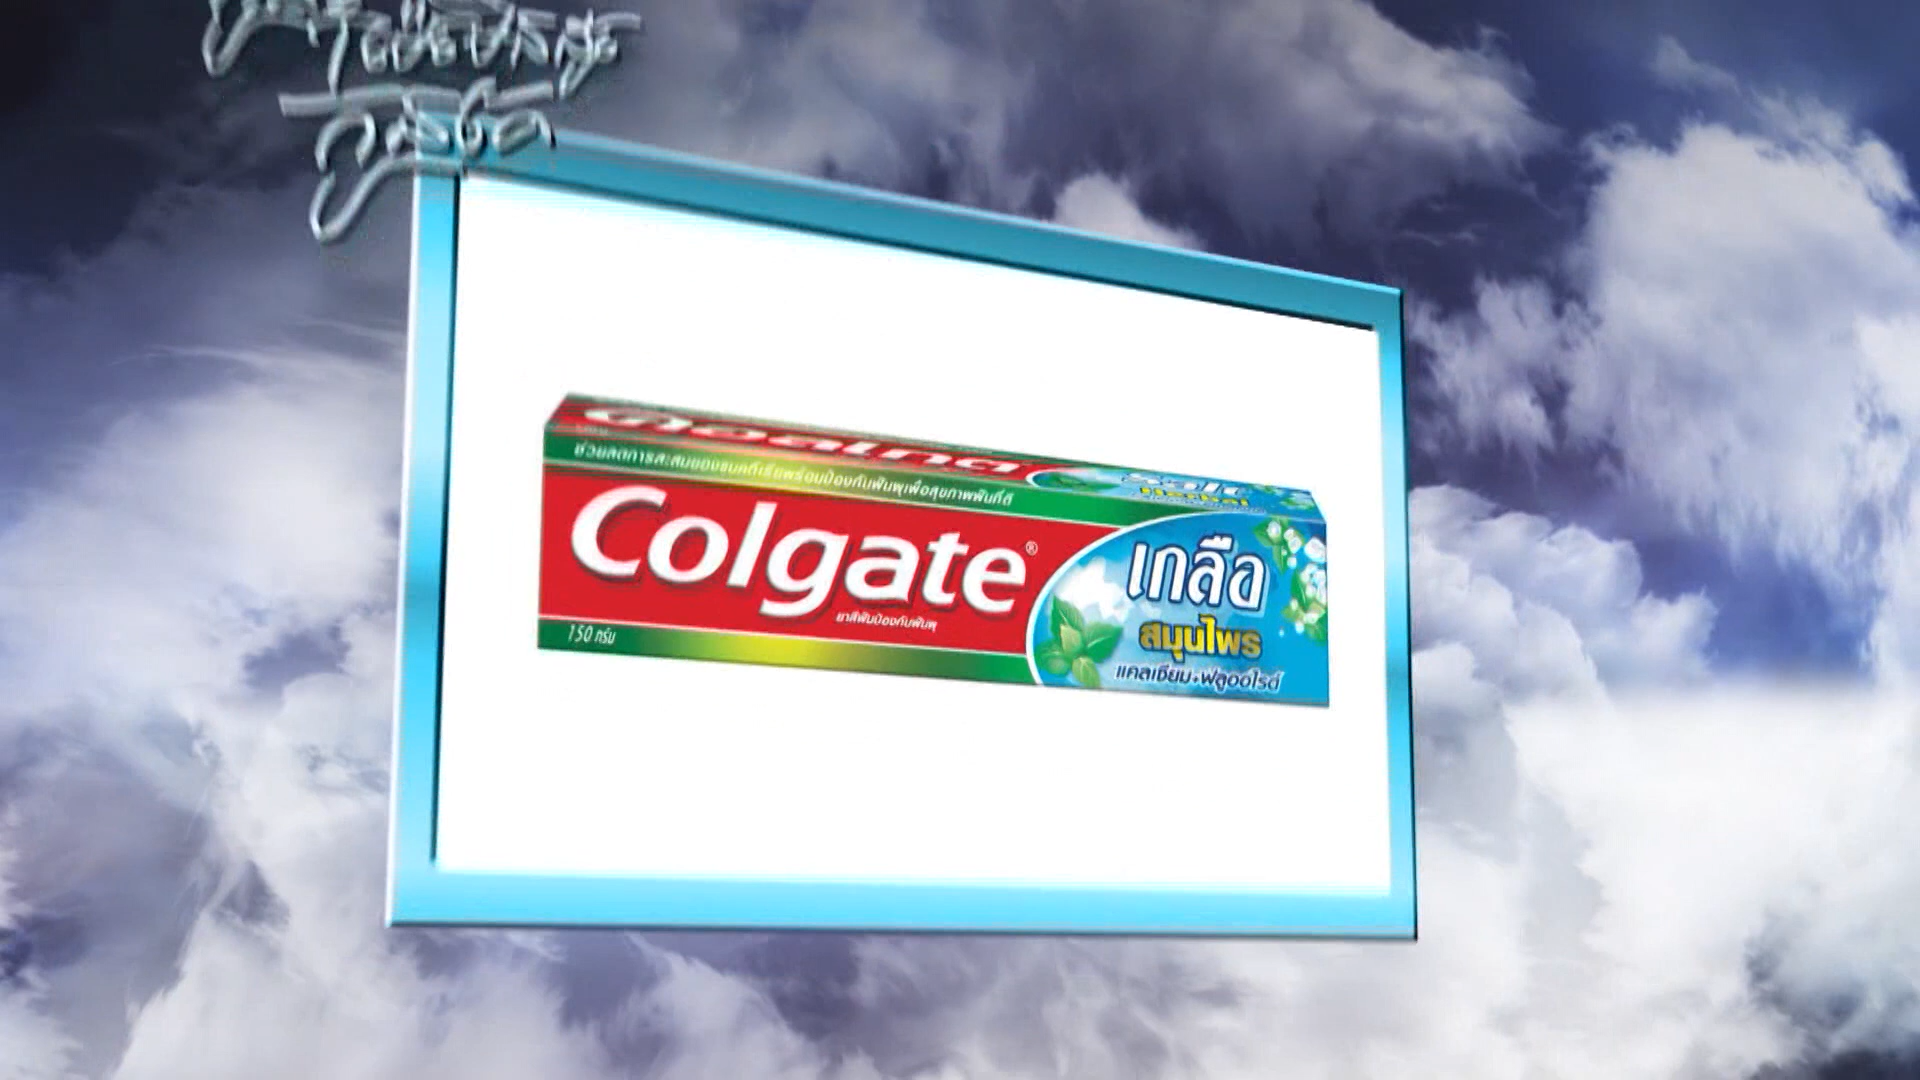 คอลเกต
Salt
Herbal
ช่วยลดการสะสมของแบคทีเรียพร้อมป้องกันฟันผุเพื่อสุขภาพฟันที่ดี
Colgate®
ยาสีฟันป้องกันฟันผุ
150 กรัม
เกลือ
สมุนไพร
แคลเซียม+ฟลูออไรด์